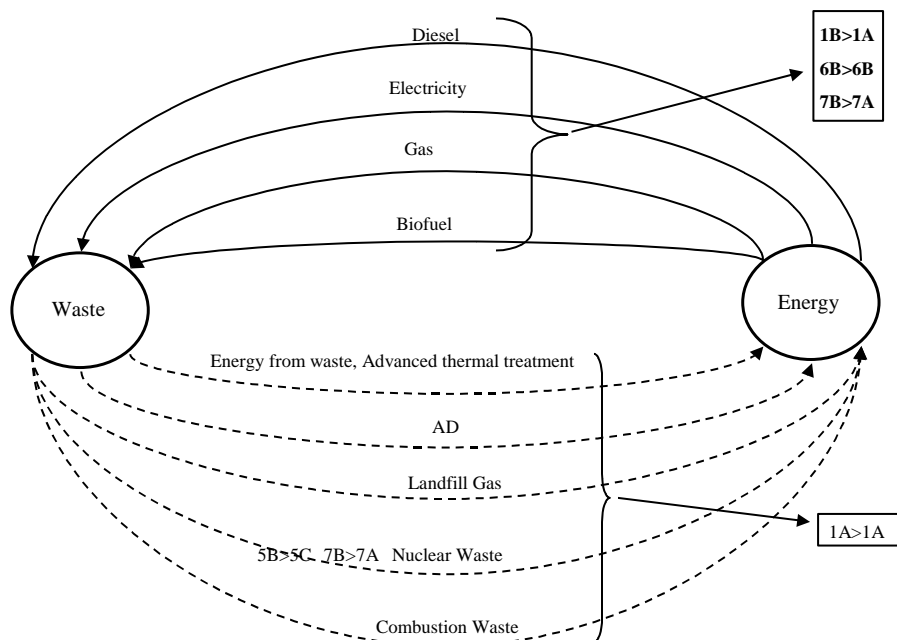 Diesel
1B>1A
6B>6B
7B>7A
Electricity
Gas
Biofuel
Waste
Energy
Energy from waste, Advanced thermal treatment
AD
Landfill Gas
1A>1A
5B>5C 7B>7A Nuclear Waste
Combustion Waste